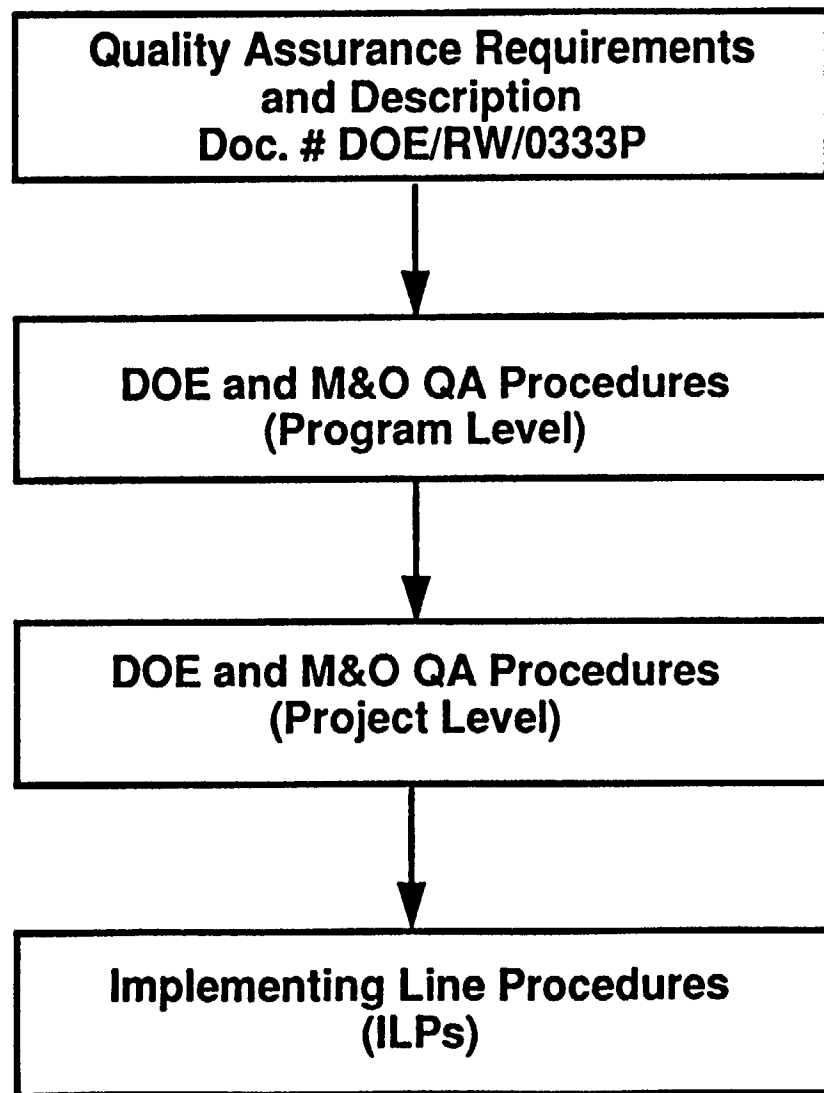 Quality Assurance Requirements
and Description
Doc. # DOE/RW/0333P
DOE and M&O QA Procedures
(Program Level)
DOE and M&O QA Procedures
(Project Level)
Implementing Line Procedures
(ILPs)